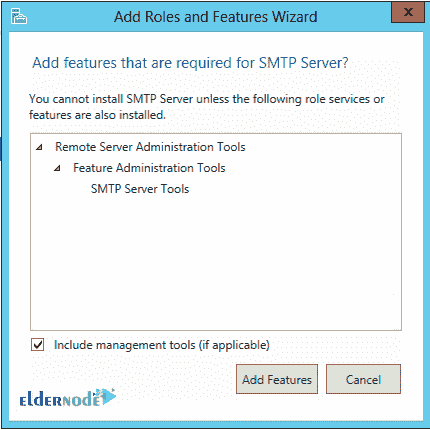 Add Roles and Features Wizard
Add features that are required for SMTP Server?
You cannot install SMTP Server unless the following role services or
features are also installed.
Remote Server Administration Tools
Feature Administration Tools
SMTP Server Tools
Include management tools (if applicable)
Add Features
Cancel
eldernode